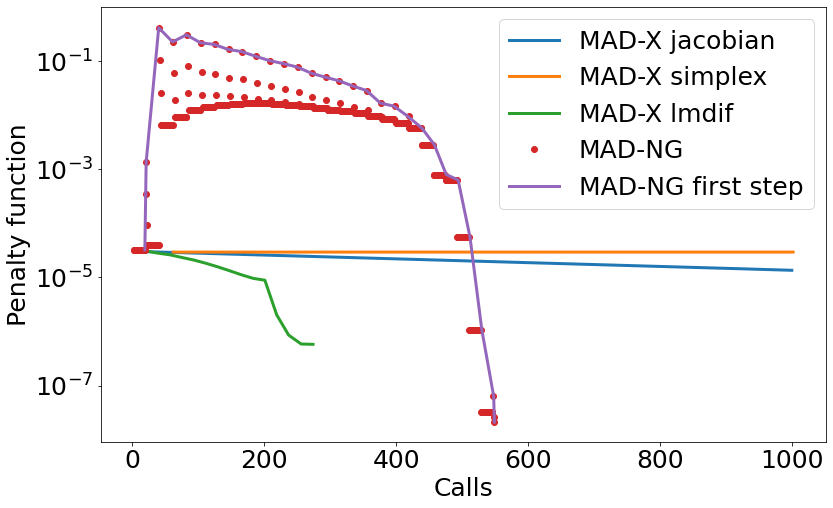 MAD-X jacobian
MAD-X simplex
MAD-X lmdif
MAD-NG
MAD-NG first step
Penalty function
10⁻¹
10⁻³
10⁻⁵
10⁻⁷
0 200 400 600 800 1000
Calls